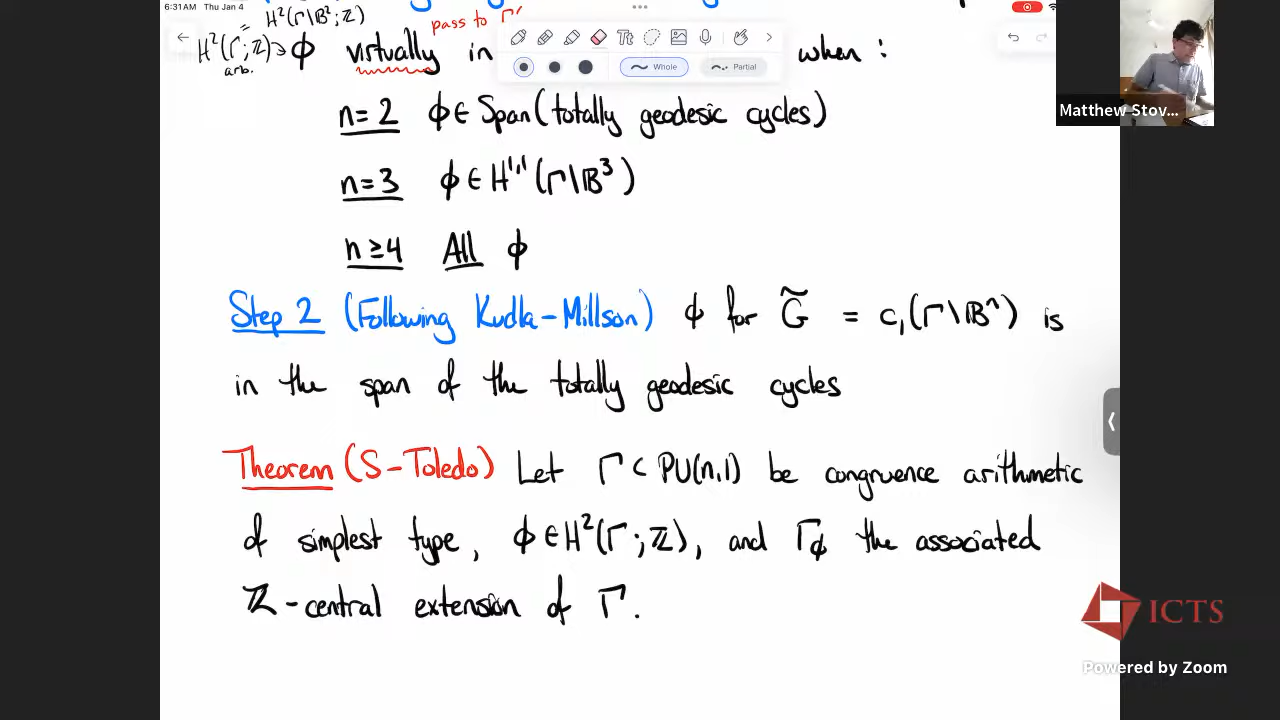 6:31AM Thu Jan 4
H²(Γ\𝔹²;ℤ)
=
pass to Γ'
H²(Γ;ℤ)∋ϕ virtually in when :
arb.
Tt
Whole Partial
n=2 ϕ∈Span(totally geodesic cycles)
n=3 ϕ∈H¹'¹(Γ\𝔹³)
n≥4 All ϕ
Step 2 (Following Kudla-Millson) ϕ for G̃ = c₁(Γ\𝔹ⁿ) is
in the span of the totally geodesic cycles
Theorem (S-Toledo) Let Γ⊂PU(n,1) be congruence arithmetic
of simplest type, ϕ∈H²(Γ;ℤ), and Γ_ϕ the associated
ℤ-central extension of Γ.
Matthew Stov...
ICTS
Powered by Zoom